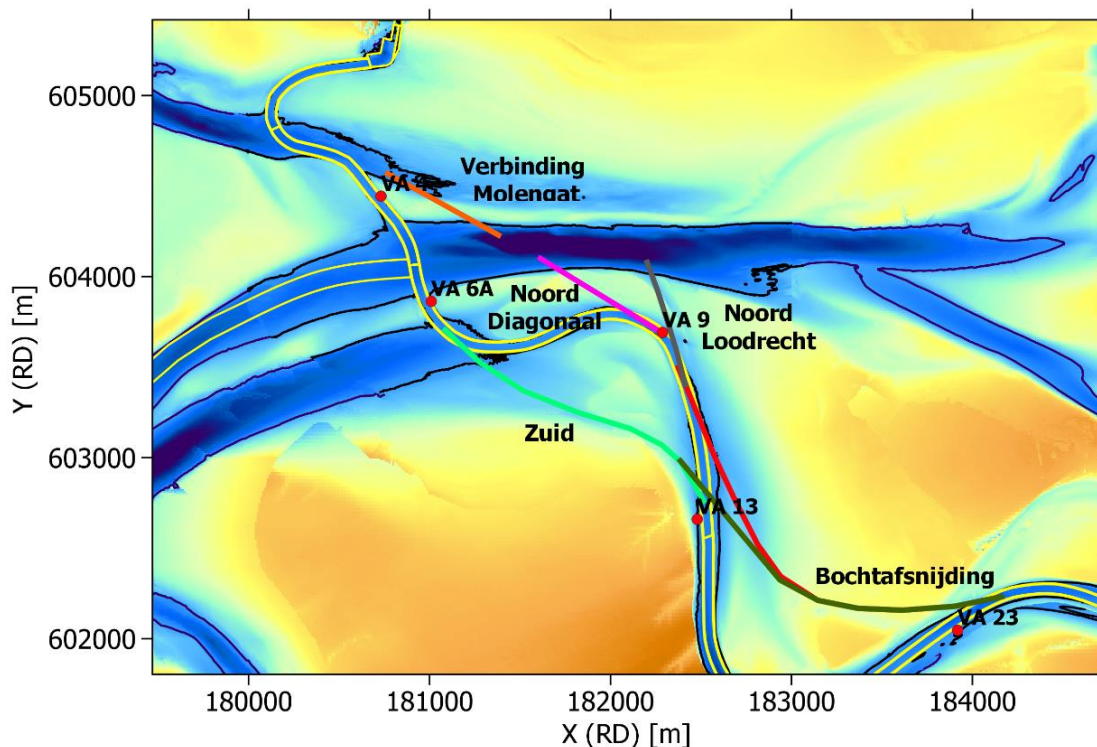 605000
604000
603000
602000
Y (RD) [m]
180000
181000
182000
183000
184000
X (RD) [m]
Verbinding
Molengat
VA 4
VA 6A
Noord
Diagonaal
VA 9
Noord
Loodrecht
Zuid
VA 13
Bochtafsnijding
VA 23